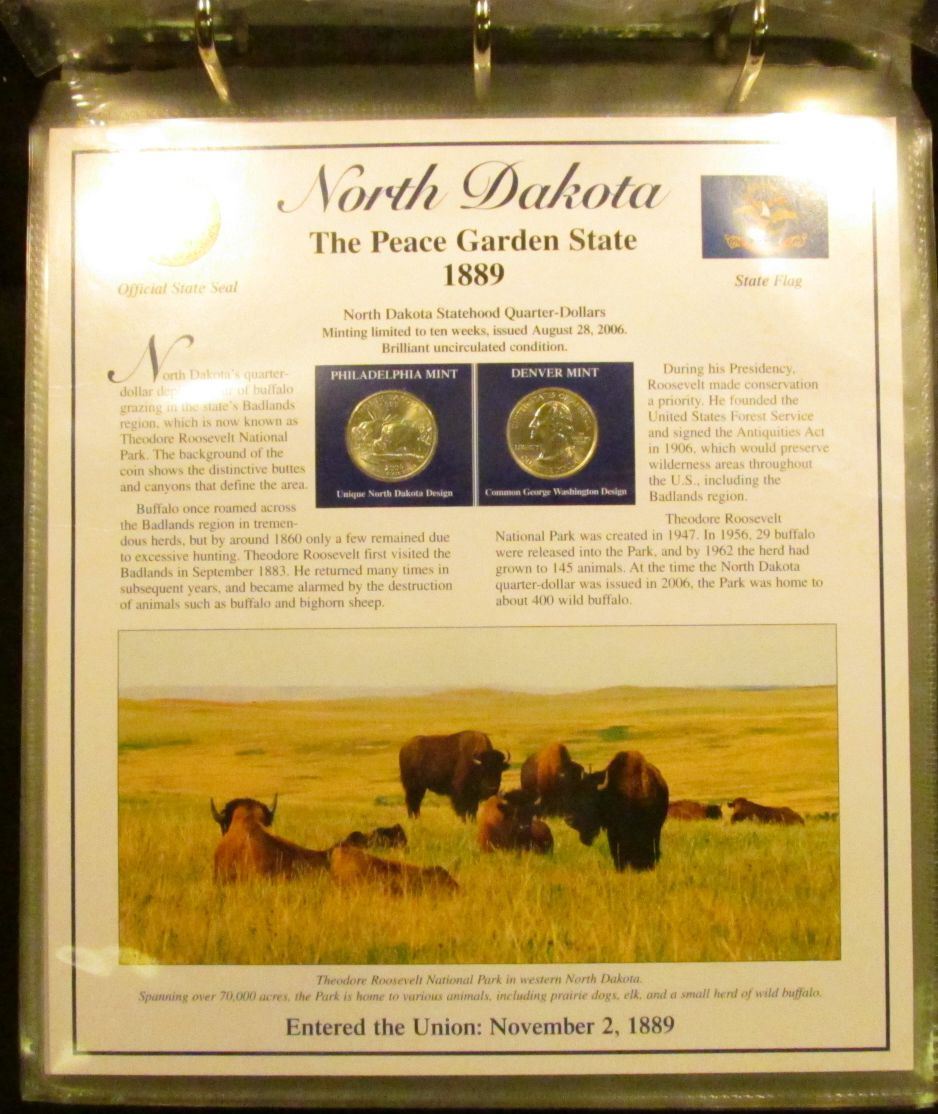 North Dakota
The Peace Garden State
1889
Official State Seal
State Flag
North Dakota Statehood Quarter-Dollars
Minting limited to ten weeks, issued August 28, 2006.
Brilliant uncirculated condition.
North Dakota's quarter-
dollar of buffalo
grazing in the state's Badlands
region, which is now known as
Theodore Roosevelt National
Park. The background of the
coin shows the distinctive buttes
and canyons that define the area.
Buffalo once roamed across
the Badlands region in tremen-
dous herds, but by around 1860 only a few remained due
to excessive hunting. Theodore Roosevelt first visited the
Badlands in September 1883. He returned many times in
subsequent years, and became alarmed by the destruction
of animals such as buffalo and bighorn sheep.
PHILADELPHIA MINT
Unique North Dakota Design
DENVER MINT
Common George Washington Design
During his Presidency,
Roosevelt made conservation
a priority. He founded the
United States Forest Service
and signed the Antiquities Act
in 1906, which would preserve
wilderness areas throughout
the U.S., including the
Badlands region.
Theodore Roosevelt
National Park was created in 1947. In 1956, 29 buffalo
were released into the Park, and by 1962 the herd had
grown to 145 animals. At the time the North Dakota
quarter-dollar was issued in 2006, the Park was home to
about 400 wild buffalo.
Theodore Roosevelt National Park in western North Dakota.
Spanning over 70,000 acres, the Park is home to various animals, including prairie dogs, elk, and a small herd of wild buffalo.
Entered the Union: November 2, 1889